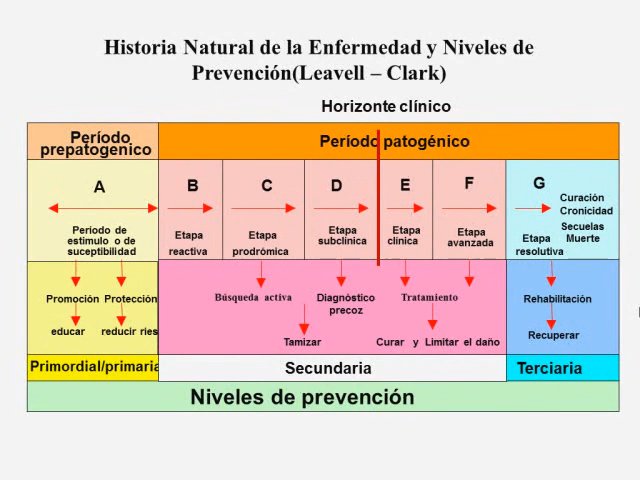 Historia Natural de la Enfermedad y Niveles de
Prevención(Leavell – Clark)
Horizonte clínico
Período
prepatogenico
Período patogénico
A
B
C
D
E
F
G
Curación
Cronicidad
Secuelas
Muerte
Período de
estimulo o de
suceptibilidad
Etapa
reactiva
Etapa
prodrómica
Etapa
subclínica
Etapa
clínica
Etapa
avanzada
Etapa
resolutiva
Promoción Protección
educar reducir ries
Búsqueda activa
Diagnóstico
precoz
Tratamiento
Rehabilitación
Tamizar
Curar y Limitar el daño
Recuperar
Primordial/primaria
Secundaria
Terciaria
Niveles de prevención